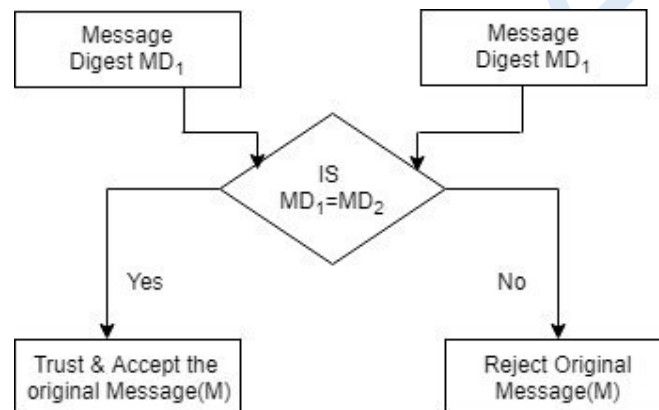 Message
Digest MD₁
Message
Digest MD₁
IS
MD₁=MD₂
Yes
No
Trust & Accept the
original Message(M)
Reject Original
Message(M)